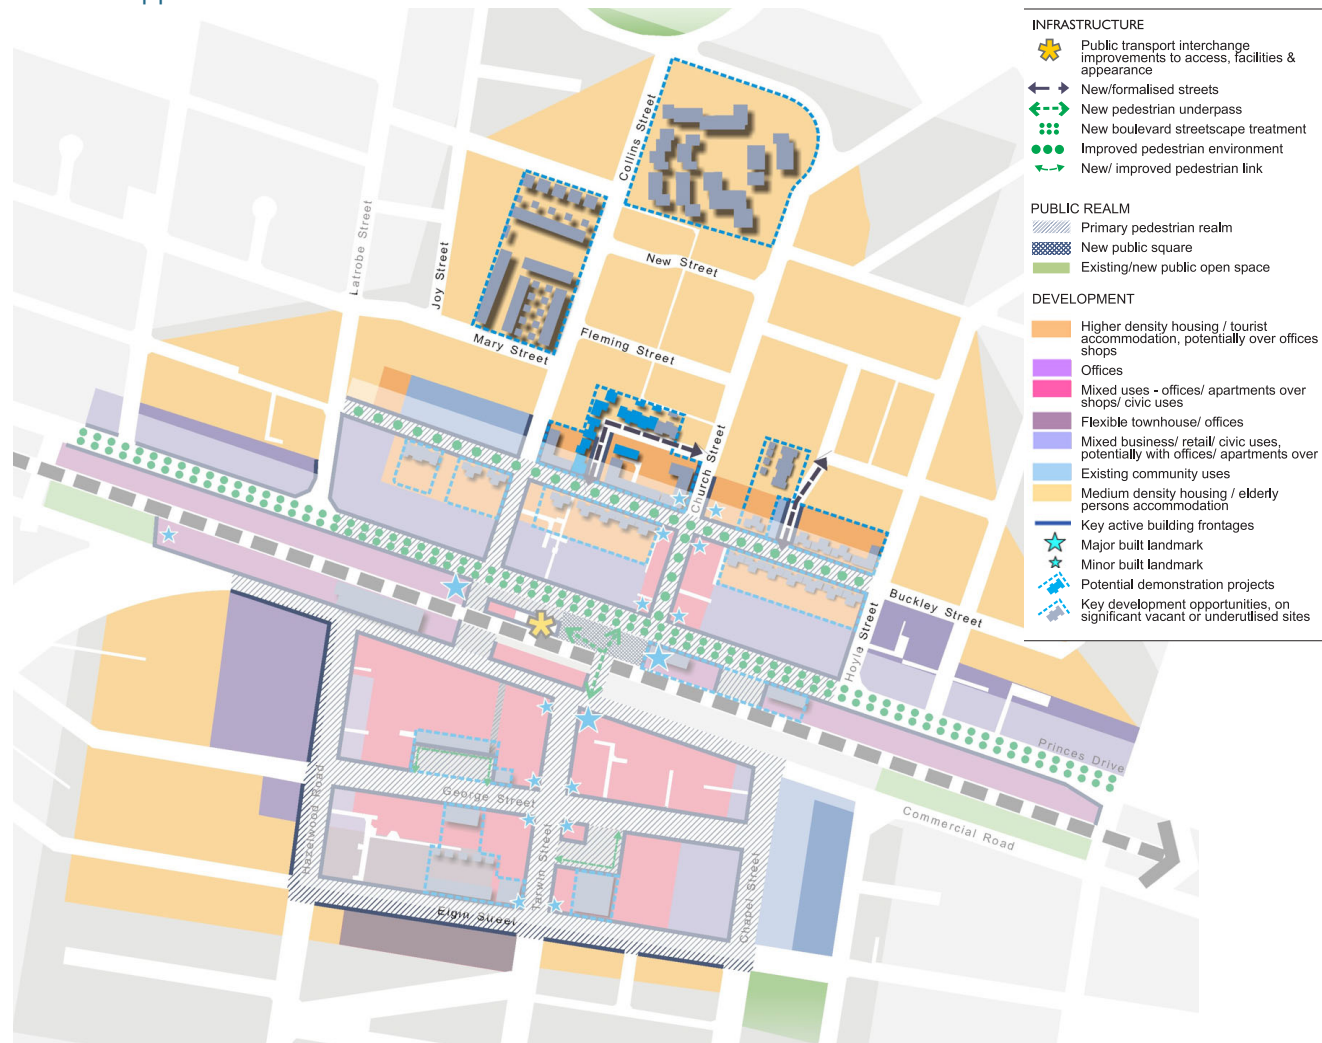 INFRASTRUCTURE
Public transport interchange
improvements to access, facilities &
appearance
New/formalised streets
New pedestrian underpass
New boulevard streetscape treatment
Improved pedestrian environment
New/ improved pedestrian link
PUBLIC REALM
Primary pedestrian realm
New public square
Existing/new public open space
DEVELOPMENT
Higher density housing / tourist
accommodation, potentially over offices
shops
Offices
Mixed uses - offices/ apartments over
shops/ civic uses
Flexible townhouse/ offices
Mixed business/ retail/ civic uses,
potentially with offices/ apartments over
Existing community uses
Medium density housing / elderly
persons accommodation
Key active building frontages
Major built landmark
Minor built landmark
Potential demonstration projects
Key development opportunities, on
significant vacant or underutlised sites
Collins Street
Latrobe Street
Joy Street
New Street
Mary Street
Fleming Street
Church Street
Hoyle Street
Buckley Street
Princes Drive
Commercial Road
Hazelwood Road
George Street
Tarwin Street
Chapel Street
Elgin Street